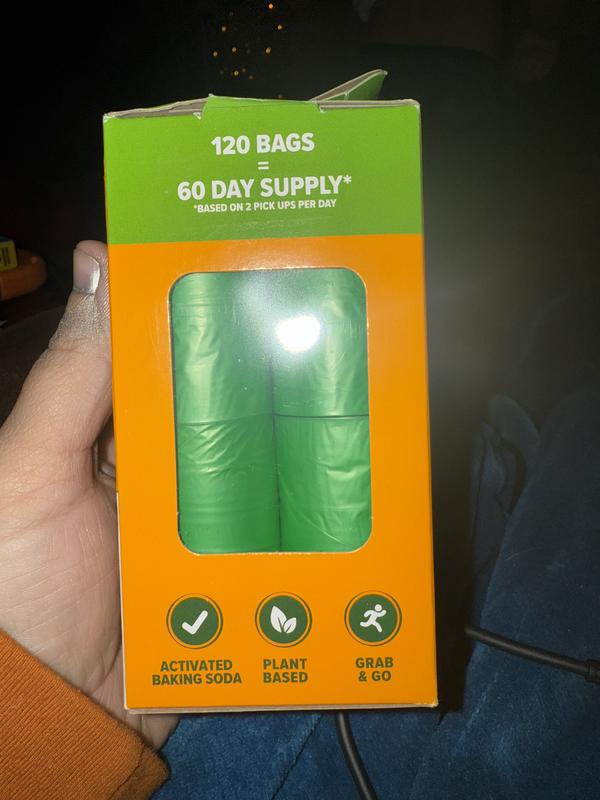 120 BAGS
=
60 DAY SUPPLY*
*BASED ON 2 PICK UPS PER DAY
ACTIVATED
BAKING SODA
PLANT
BASED
GRAB
& GO